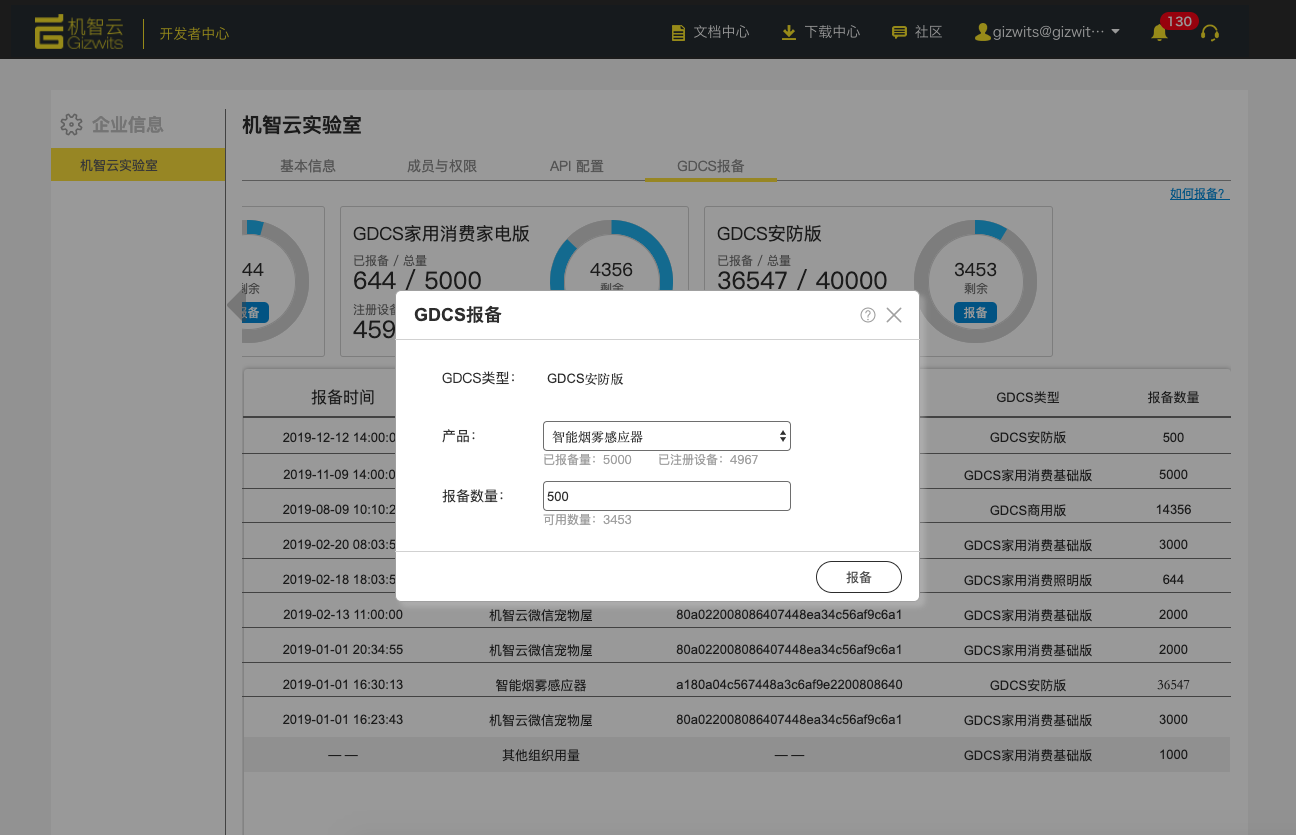 机智云
Gizwits
开发者中心
文档中心
下载中心
社区
gizwits@gizwit…
130
企业信息
机智云实验室
机智云实验室
基本信息
成员与权限
API 配置
GDCS报备
如何报备?
44
剩余
报备
GDCS家用消费家电版
已报备 / 总量
644 / 5000
注册设备
459
4356
剩余
GDCS安防版
已报备 / 总量
36547 / 40000
3453
剩余
报备
GDCS报备
GDCS类型: GDCS安防版
产品: 智能烟雾感应器
已报备量: 5000 已注册设备: 4967
报备数量: 500
可用数量: 3453
报备
报备时间 GDCS类型 报备数量
2019-12-12 14:00:0 GDCS安防版 500
2019-11-09 14:00:0 GDCS家用消费基础版 5000
2019-08-09 10:10:2 GDCS商用版 14356
2019-02-20 08:03:5 GDCS家用消费基础版 3000
2019-02-18 18:03:5 GDCS家用消费照明版 644
2019-02-13 11:00:00 机智云微信宠物屋 80a022008086407448ea34c56af9c6a1 GDCS家用消费基础版 2000
2019-01-01 20:34:55 机智云微信宠物屋 80a022008086407448ea34c56af9c6a1 GDCS家用消费基础版 2000
2019-01-01 16:30:13 智能烟雾感应器 a180a04c567448a3c6af9e2200808640 GDCS安防版 36547
2019-01-01 16:23:43 机智云微信宠物屋 80a022008086407448ea34c56af9c6a1 GDCS家用消费基础版 3000
— — 其他组织用量 — — GDCS家用消费基础版 1000